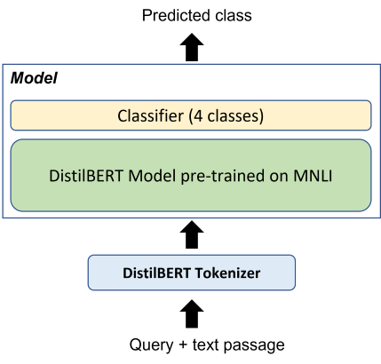 Predicted class
Model
Classifier (4 classes)
DistilBERT Model pre-trained on MNLI
DistilBERT Tokenizer
Query + text passage